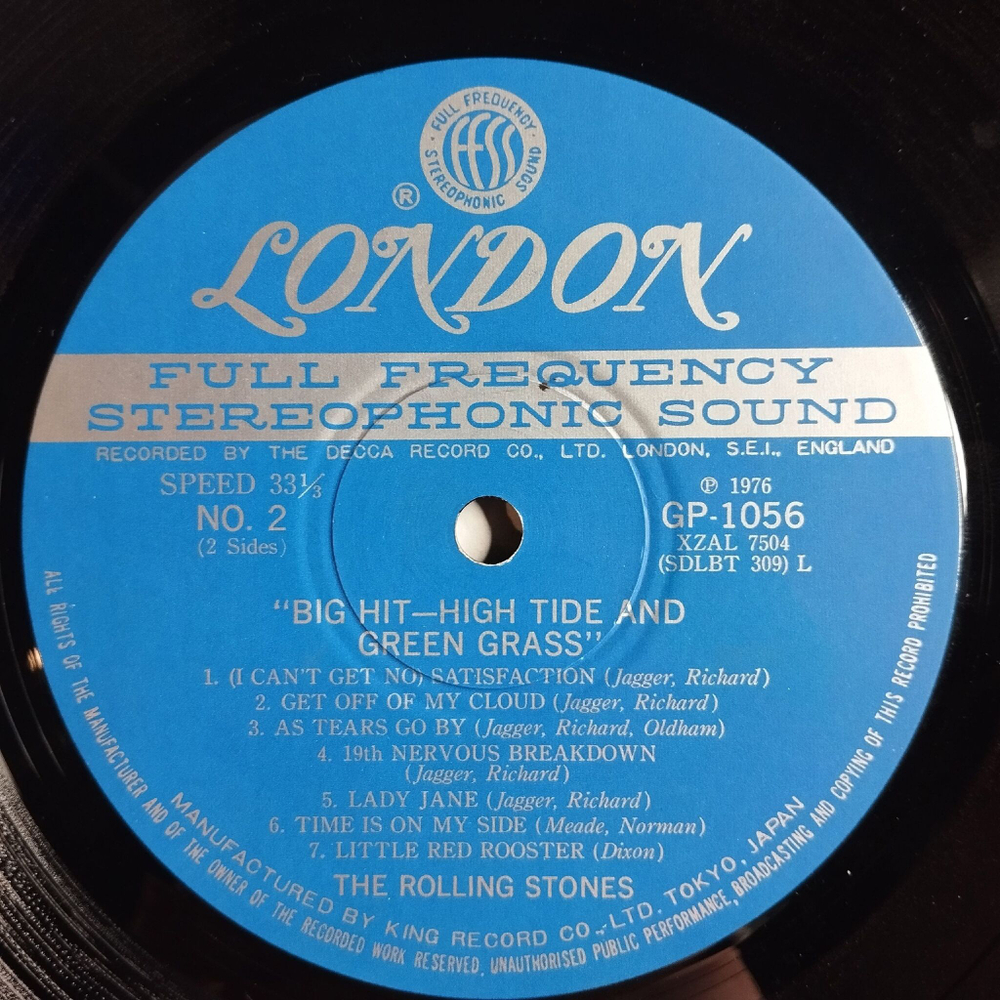 FULL FREQUENCY
FFSS
STEREOPHONIC SOUND
®
LONDON
FULL FREQUENCY
STEREOPHONIC SOUND
RECORDED BY THE DECCA RECORD CO., LTD. LONDON, S.E.I., ENGLAND
SPEED 33⅓
NO. 2
(2 Sides)
℗ 1976
GP-1056
XZAL 7504
(SDLBT 309) L
"BIG HIT—HIGH TIDE AND
GREEN GRASS"
1. (I CAN'T GET NO) SATISFACTION (Jagger, Richard)
2. GET OFF OF MY CLOUD (Jagger, Richard)
3. AS TEARS GO BY (Jagger, Richard, Oldham)
4. 19th NERVOUS BREAKDOWN
(Jagger, Richard)
5. LADY JANE (Jagger, Richard)
6. TIME IS ON MY SIDE (Meade, Norman)
7. LITTLE RED ROOSTER (Dixon)
THE ROLLING STONES
MANUFACTURED BY KING RECORD CO.,LTD. TOKYO, JAPAN
ALL RIGHTS OF THE MANUFACTURER AND OF THE OWNER OF THE RECORDED WORK RESERVED. UNAUTHORISED PUBLIC PERFORMANCE, BROADCASTING AND COPYING OF THIS RECORD PROHIBITED